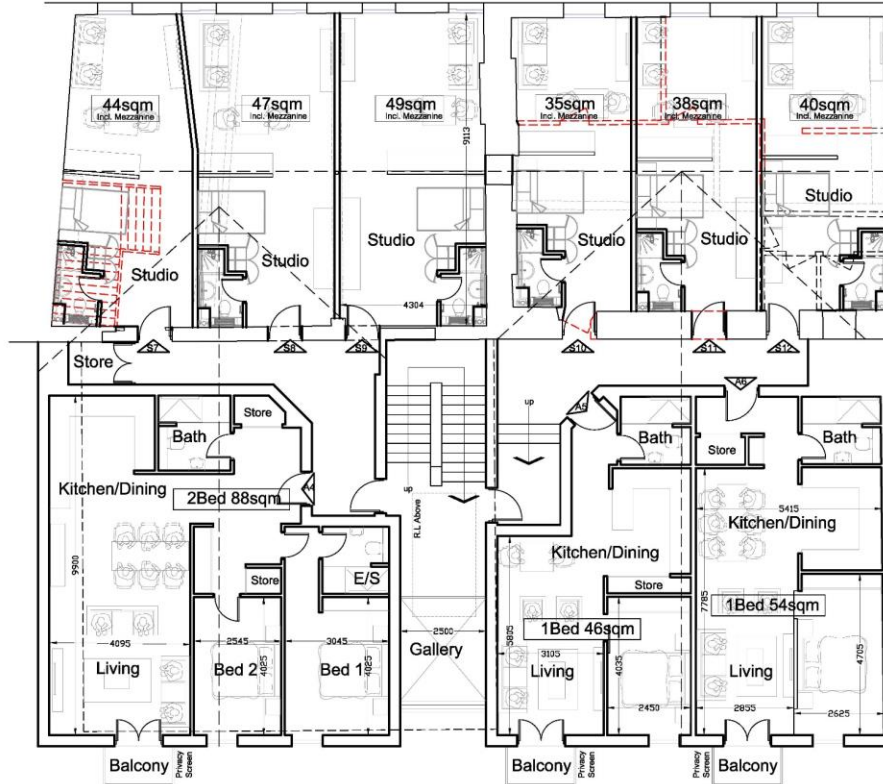 44sqm
Incl. Mezzanine
47sqm
Incl. Mezzanine
49sqm
Incl. Mezzanine
35sqm
Incl. Mezzanine
38sqm
Incl. Mezzanine
40sqm
Incl. Mezzanine
9113
Studio
Studio
Studio
Studio
Studio
Studio
4304
S7
S8
S9
S10
S11
S12
Store
A6
A5
up
Bath
Store
Bath
Store
Bath
Kitchen/Dining
2Bed 88sqm
A4
up
R.L Above
5415
Kitchen/Dining
Kitchen/Dining
9900
Store
E/S
Store
5805
7785
1Bed 46sqm
1Bed 54sqm
4095
2545
3045
2500
3105
4035
4705
Living
Bed 2
4025
Bed 1
4025
Gallery
Living
2450
Living
2855
2625
Balcony
Privacy
Screen
Balcony
Privacy
Screen
Privacy
Screen
Balcony